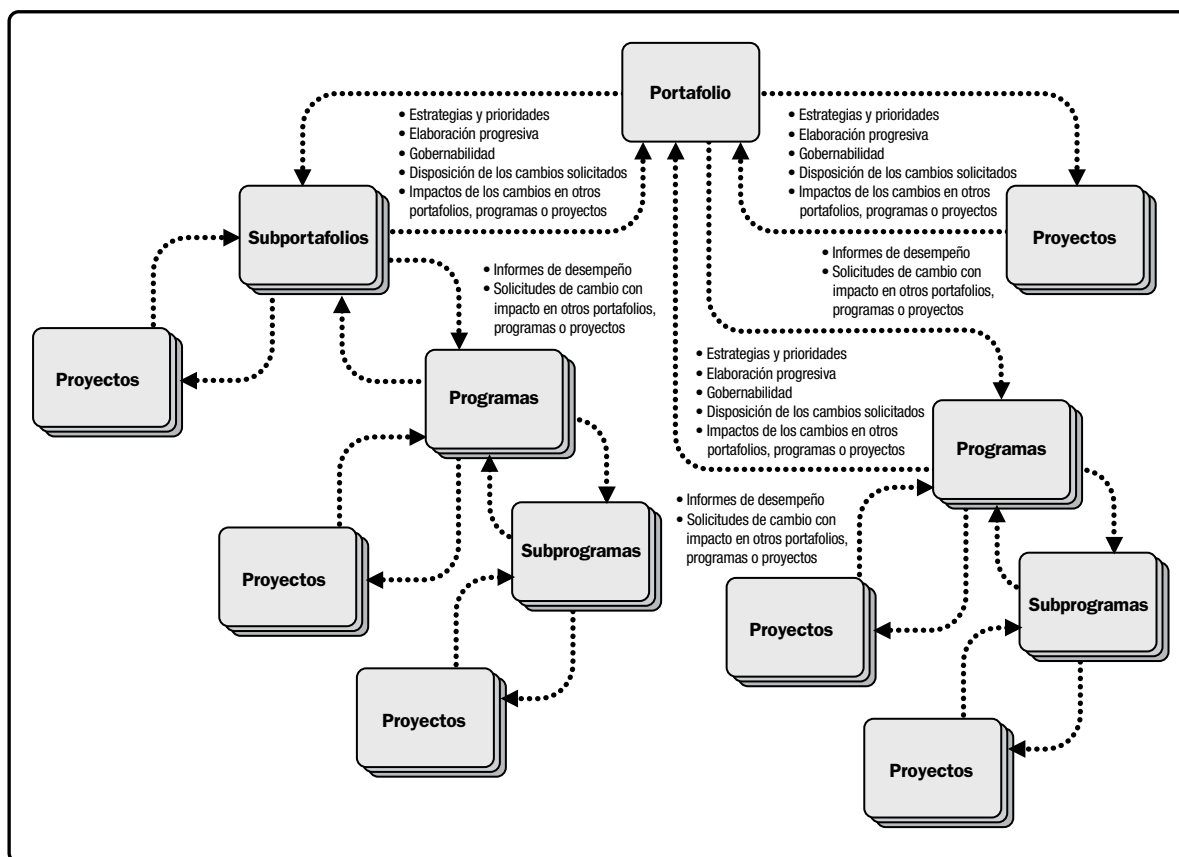 Portafolio
• Estrategias y prioridades
• Elaboración progresiva
• Gobernabilidad
• Disposición de los cambios solicitados
• Impactos de los cambios en otros
portafolios, programas o proyectos
• Estrategias y prioridades
• Elaboración progresiva
• Gobernabilidad
• Disposición de los cambios solicitados
• Impactos de los cambios en otros
portafolios, programas o proyectos
Subportafolios
Proyectos
• Informes de desempeño
• Solicitudes de cambio con
impacto en otros portafolios,
programas o proyectos
• Informes de desempeño
• Solicitudes de cambio con
impacto en otros portafolios,
programas o proyectos
Proyectos
Programas
• Estrategias y prioridades
• Elaboración progresiva
• Gobernabilidad
• Disposición de los cambios solicitados
• Impactos de los cambios en otros
portafolios, programas o proyectos
Programas
• Informes de desempeño
• Solicitudes de cambio con
impacto en otros portafolios,
programas o proyectos
Proyectos
Subprogramas
Proyectos
Subprogramas
Proyectos
Proyectos